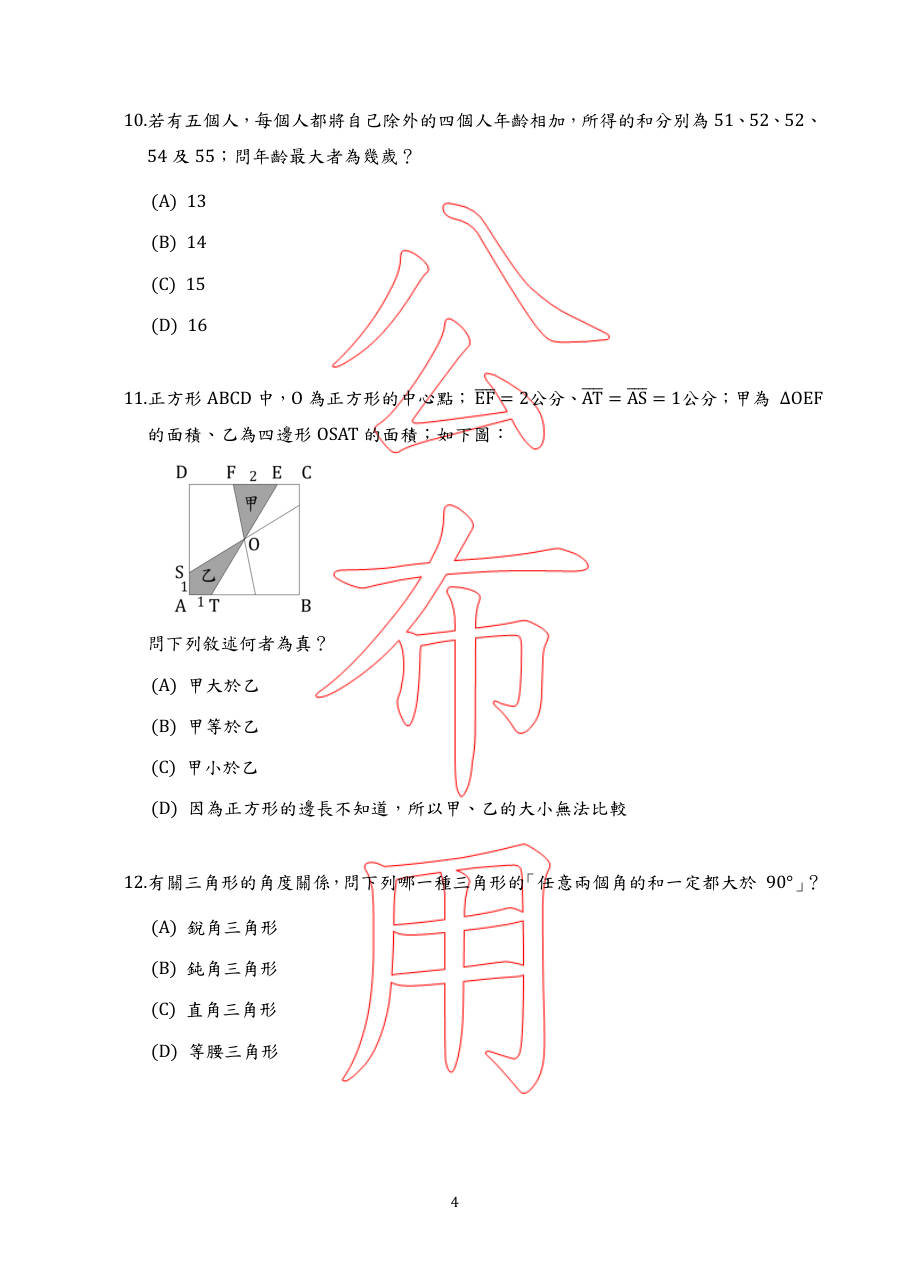 10.若有五個人，每個人都將自己除外的四個人年齡相加，所得的和分別為 51、52、52、
54 及 55；問年齡最大者為幾歲？
(A) 13
(B) 14
(C) 15
(D) 16
11.正方形 ABCD 中，O 為正方形的中心點；EF = 2公分、AT = AS = 1公分；甲為 ΔOEF
的面積、乙為四邊形 OSAT 的面積；如下圖：
D F 2 E C
甲
O
S 乙
1
A 1 T B
問下列敘述何者為真？
(A) 甲大於乙
(B) 甲等於乙
(C) 甲小於乙
(D) 因為正方形的邊長不知道，所以甲、乙的大小無法比較
12.有關三角形的角度關係，問下列哪一種三角形的「任意兩個角的和一定都大於 90°」？
(A) 銳角三角形
(B) 鈍角三角形
(C) 直角三角形
(D) 等腰三角形
公
布
用
4